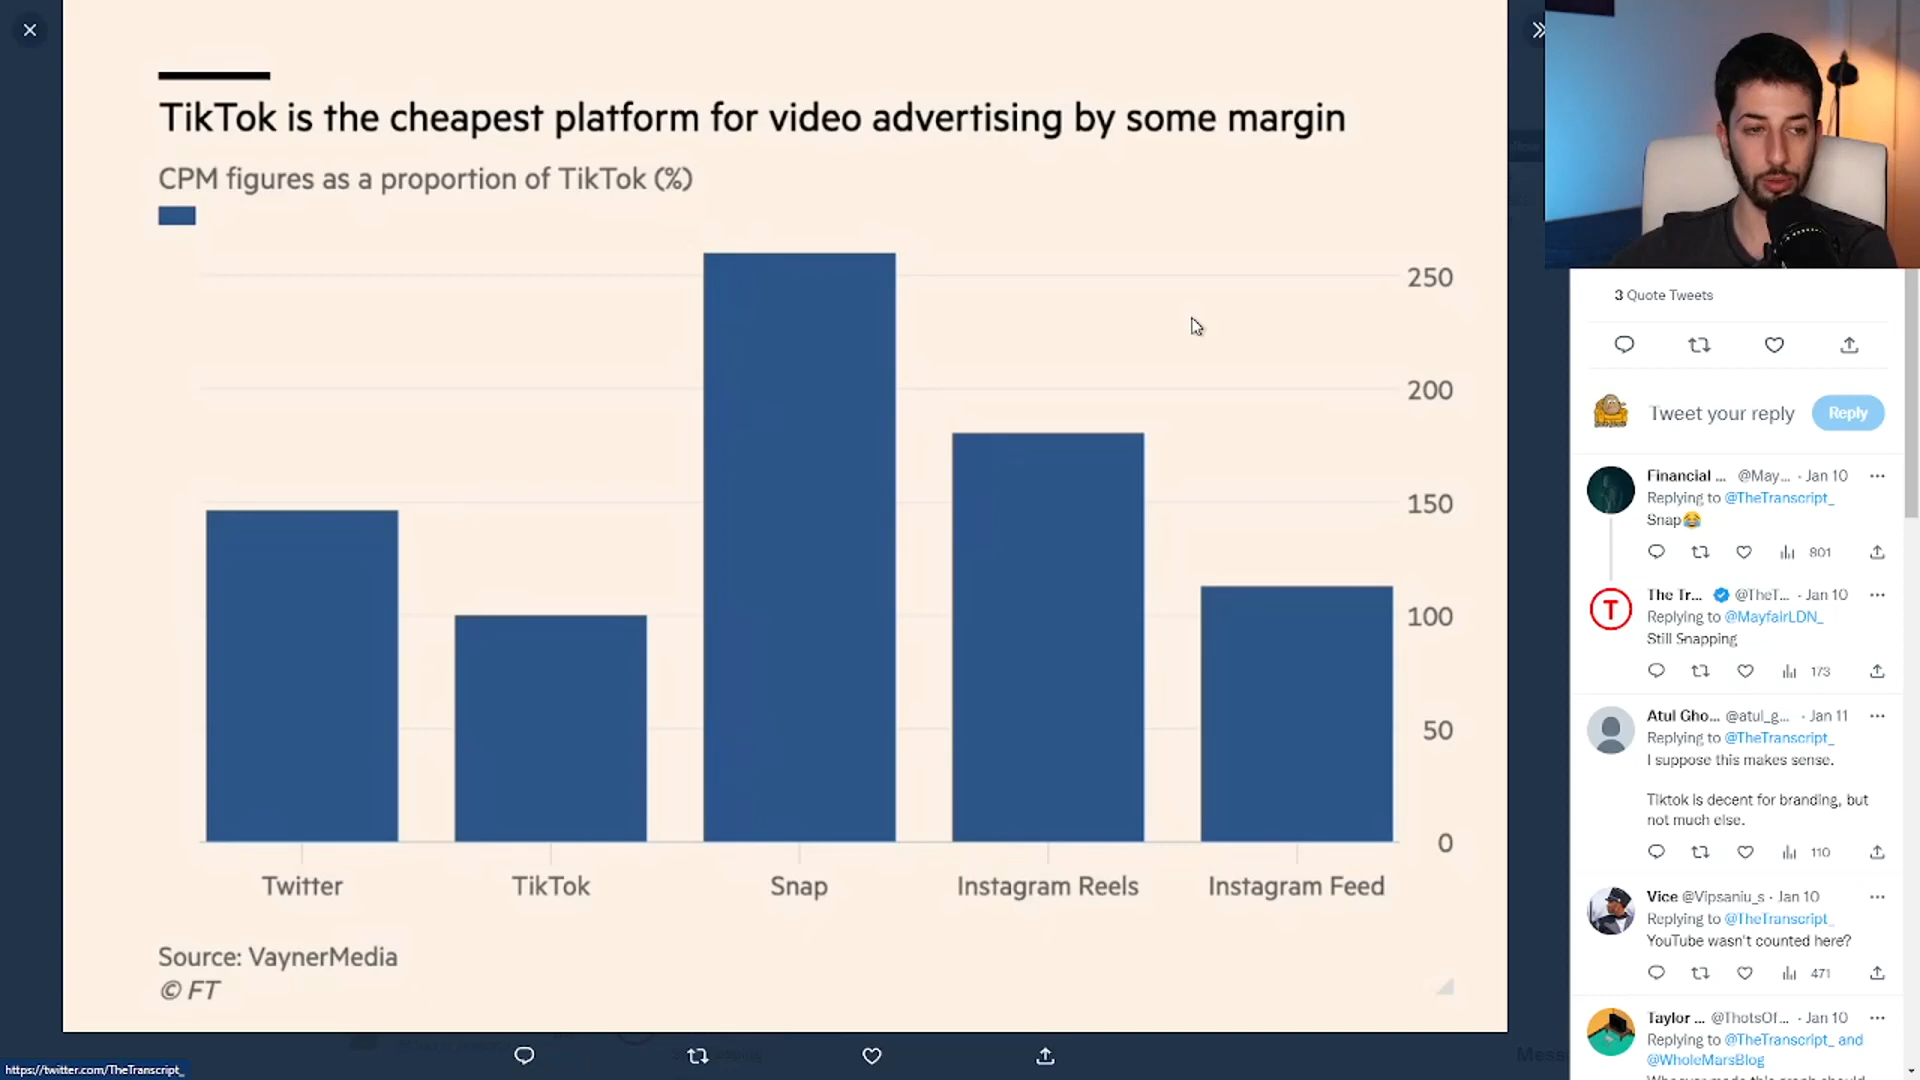 TikTok is the cheapest platform for video advertising by some margin
CPM figures as a proportion of TikTok (%)
250
200
150
100
50
0
Twitter
TikTok
Snap
Instagram Reels
Instagram Feed
Source: VaynerMedia
© FT
https://twitter.com/TheTranscript_
3 Quote Tweets
Tweet your reply
Reply
Financial ... @May... · Jan 10
Replying to @TheTranscript_
Snap😂
801
The Tr... @TheT... · Jan 10
Replying to @MayfairLDN_
Still Snapping
173
Atul Gho... @atul_g... · Jan 11
Replying to @TheTranscript_
I suppose this makes sense.
Tiktok is decent for branding, but
not much else.
110
Vice @Vipsaniu_s · Jan 10
Replying to @TheTranscript_
YouTube wasn't counted here?
471
Taylor ... @ThotsOf... · Jan 10
Replying to @TheTranscript_ and
@WholeMarsBlog